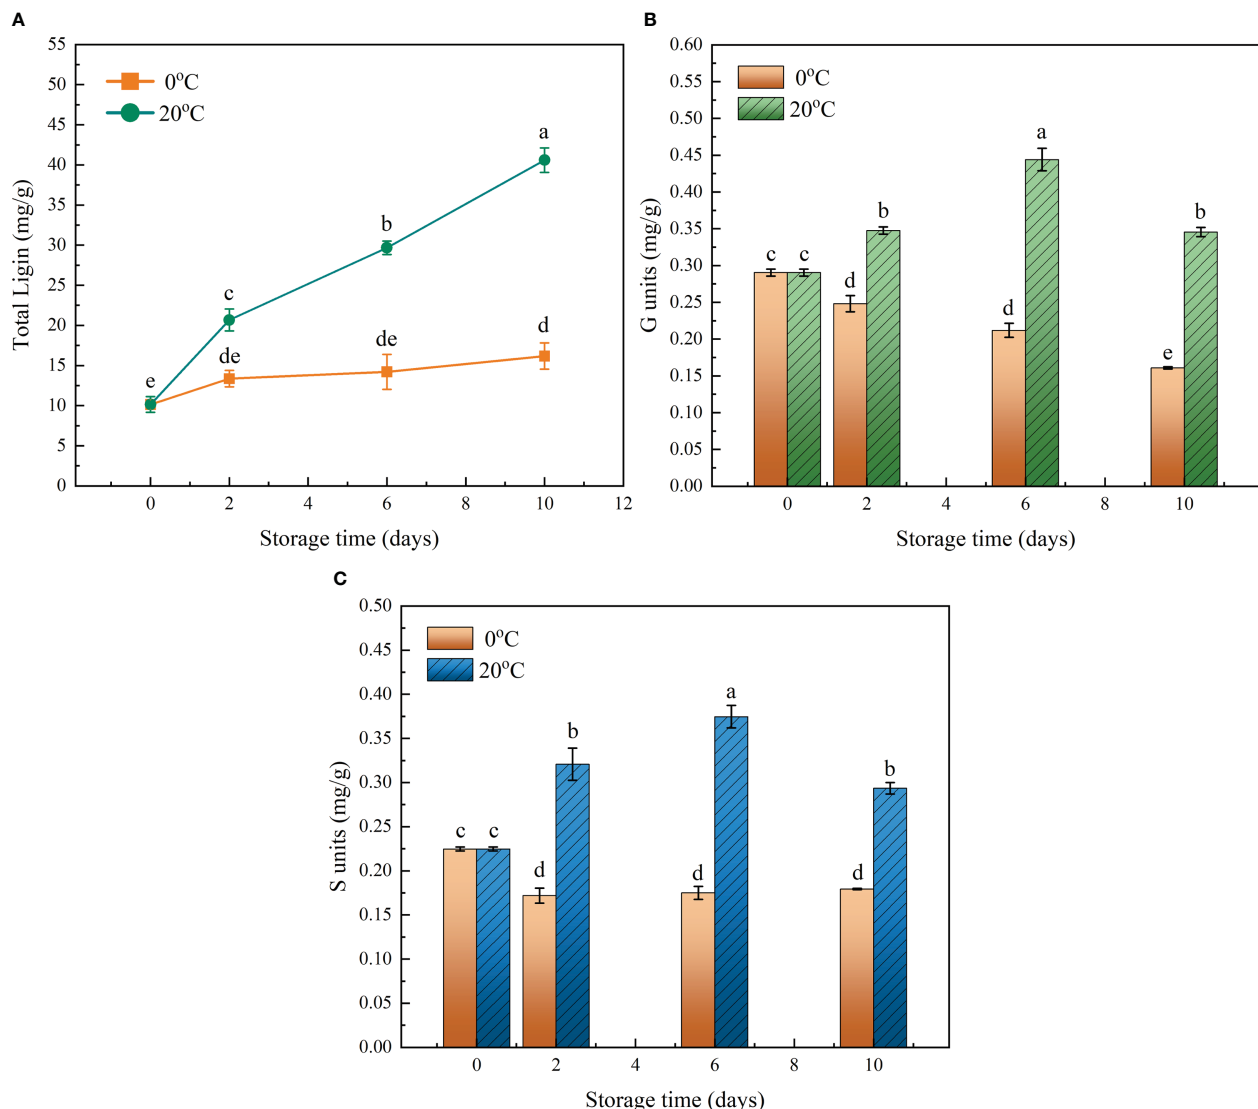 A
Total Ligin (mg/g)
55
50
45
40
35
30
25
20
15
10
5
0
0°C
20°C
e
c
de
b
de
a
d
0 2 4 6 8 10 12
Storage time (days)
B
G units (mg/g)
0.60
0.55
0.50
0.45
0.40
0.35
0.30
0.25
0.20
0.15
0.10
0.05
0.00
0°C
20°C
c c
d b
d a
e b
0 2 4 6 8 10
Storage time (days)
C
S units (mg/g)
0.50
0.45
0.40
0.35
0.30
0.25
0.20
0.15
0.10
0.05
0.00
0°C
20°C
c c
d b
d a
d b
0 2 4 6 8 10
Storage time (days)